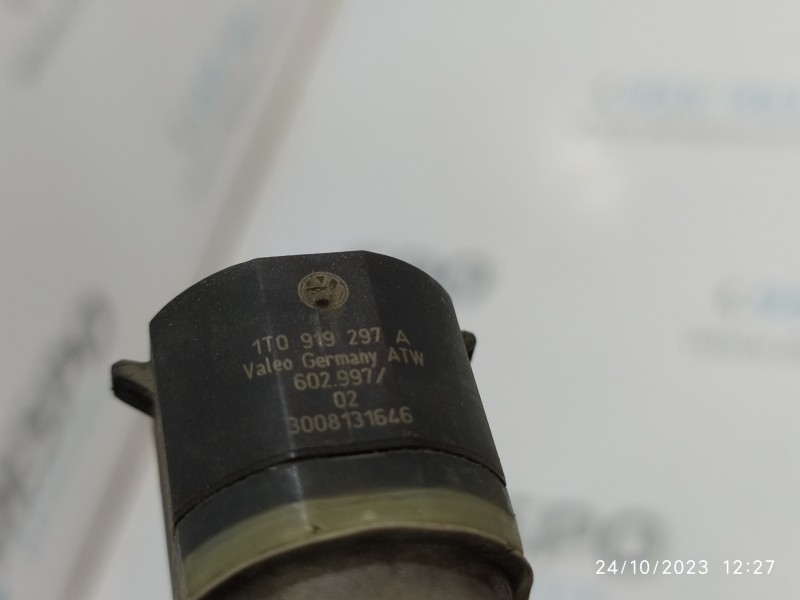 1T0 919 297 A
Valeo Germany ATW
602.997/
02
3008131646
24/10/2023 12:27